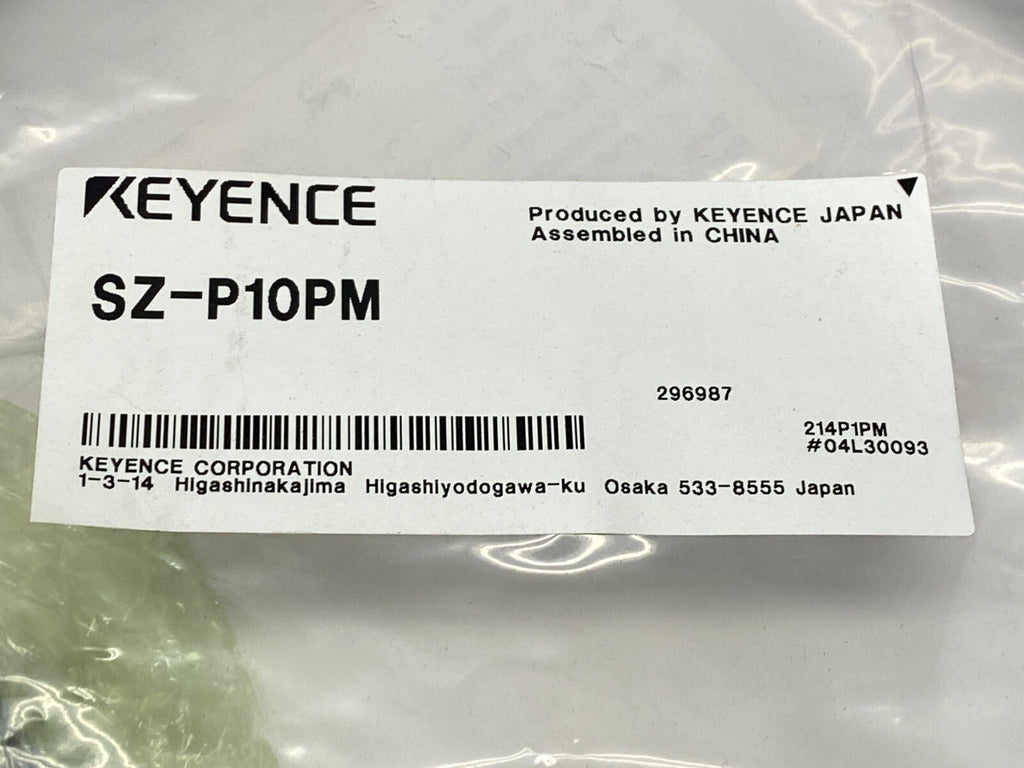 KEYENCE
Produced by KEYENCE JAPAN
Assembled in CHINA
SZ-P10PM
296987
214P1PM
#04L30093
KEYENCE CORPORATION
1-3-14 Higashinakajima Higashiyodogawa-ku Osaka 533-8555 Japan